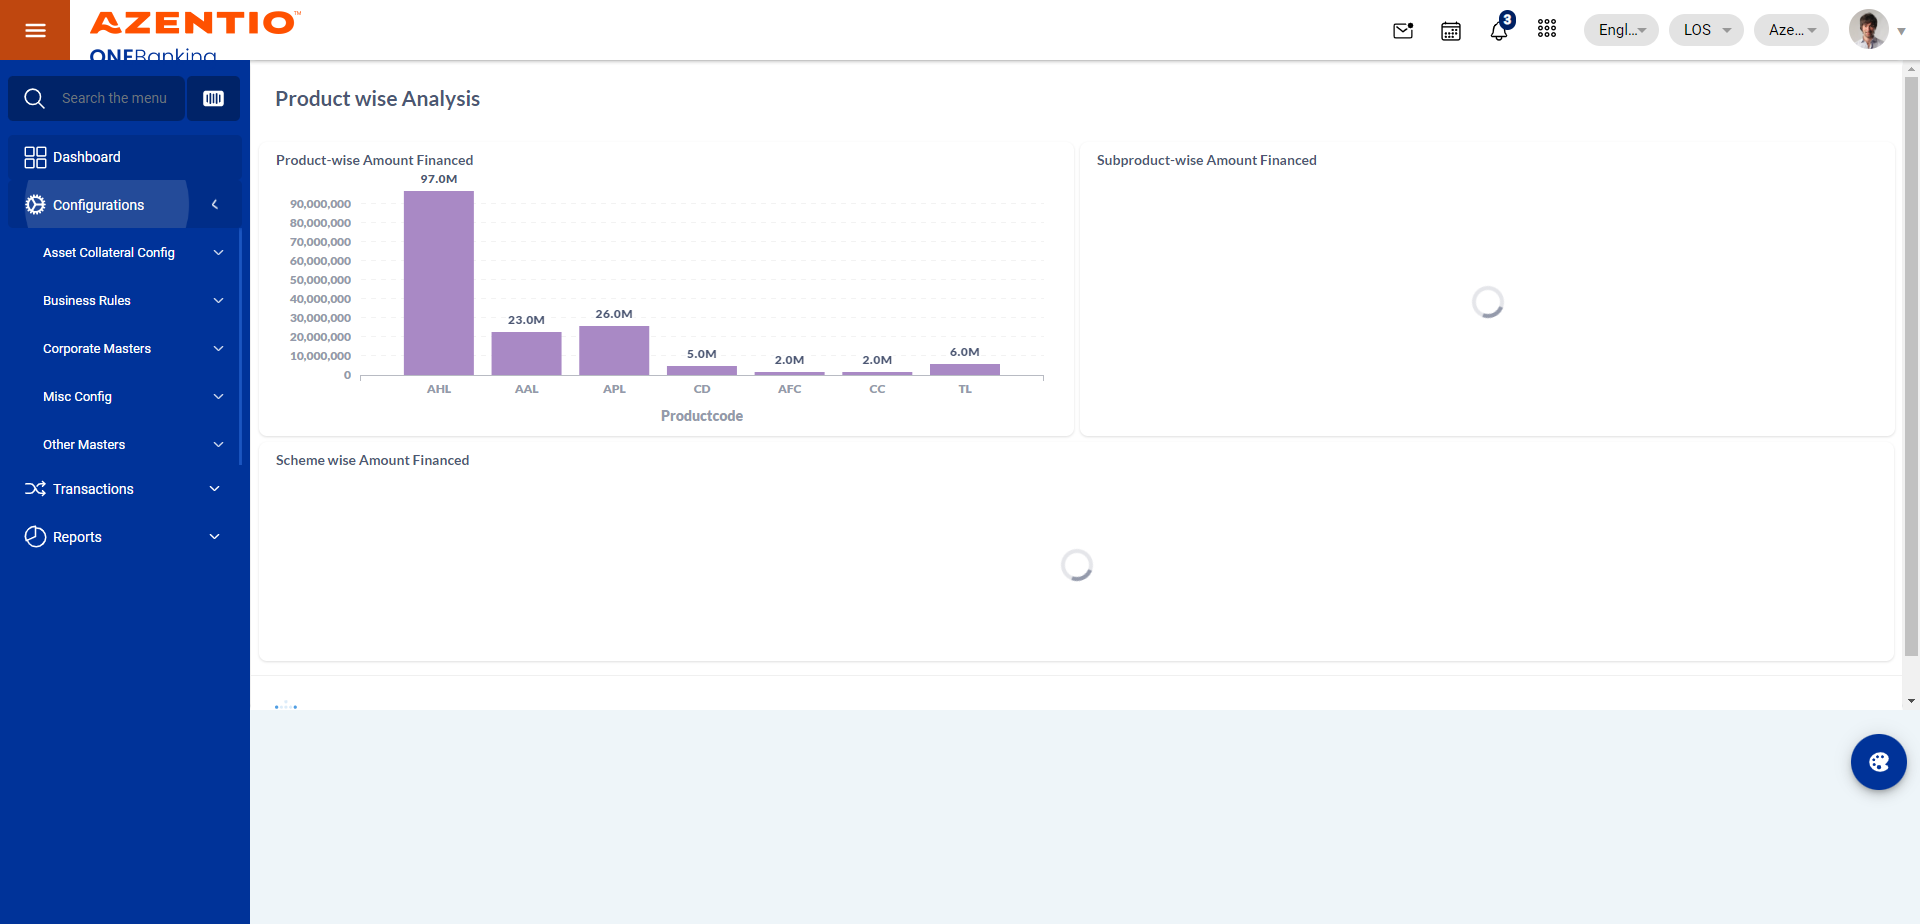 AZENTIO™
ONEBanking
3
Engl...
LOS
Aze...
Search the menu
Dashboard
Configurations
Asset Collateral Config
Business Rules
Corporate Masters
Misc Config
Other Masters
Transactions
Reports
Product wise Analysis
Product-wise Amount Financed
97.0M
90,000,000
80,000,000
70,000,000
60,000,000
50,000,000
40,000,000
30,000,000
20,000,000
10,000,000
0
23.0M
26.0M
5.0M
2.0M
2.0M
6.0M
AHL AAL APL CD AFC CC TL
Productcode
Subproduct-wise Amount Financed
Scheme wise Amount Financed